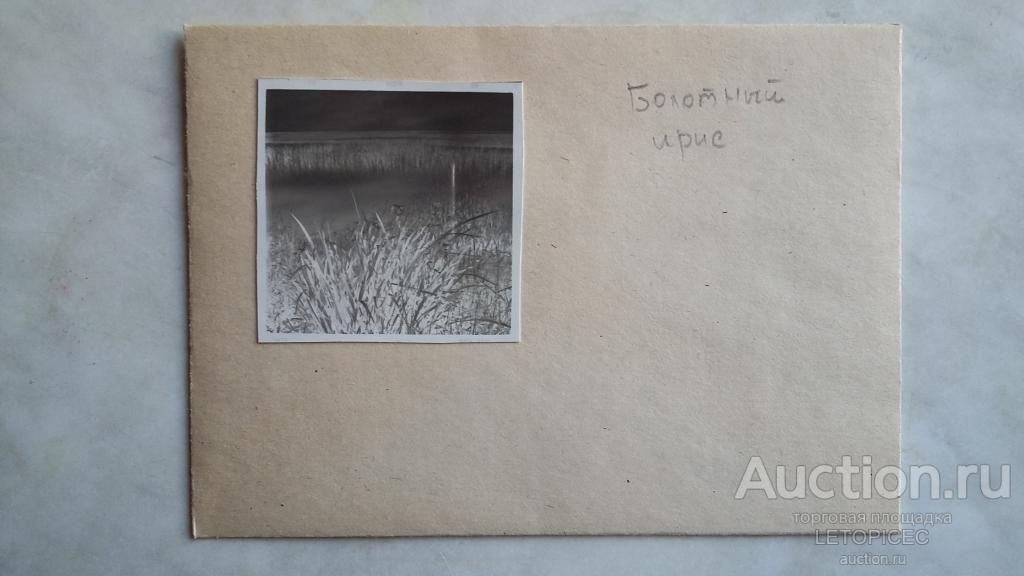 Болотный
ирис
Auction.ru
торговая площадка
LETOPICEC
auction.ru